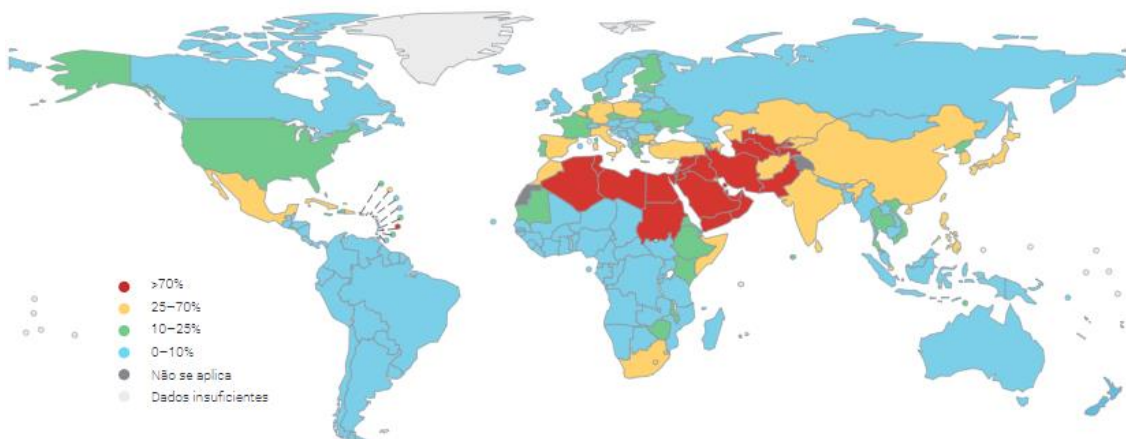 >70%
25–70%
10–25%
0–10%
Não se aplica
Dados insuficientes